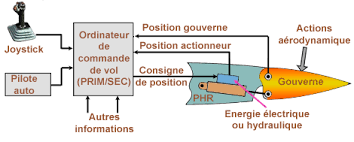 Joystick
Pilote
auto
Ordinateur
de commande
de vol
(PRIM/SEC)
Autres
informations
Position gouverne
Position actionneur
Consigne
de position
PHR
Gouverne
Actions
aérodynamique
Energie électrique
ou hydraulique